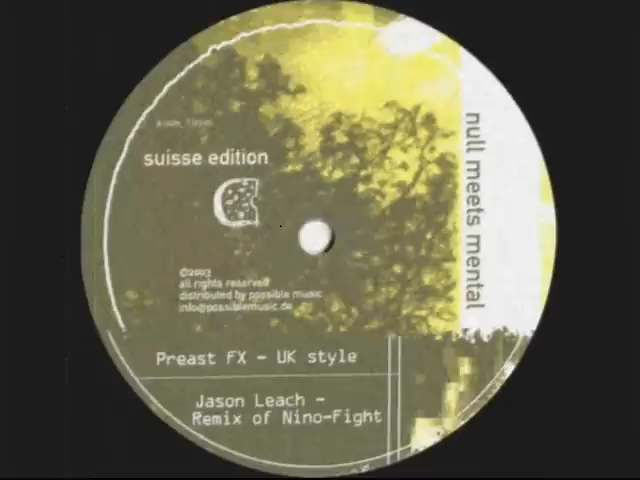 suisse edition
©2003
all rights reserved
distributed by possible music
info@possiblemusic.de
null meets mental
Preast FX - UK style
Jason Leach -
Remix of Nino-Fight